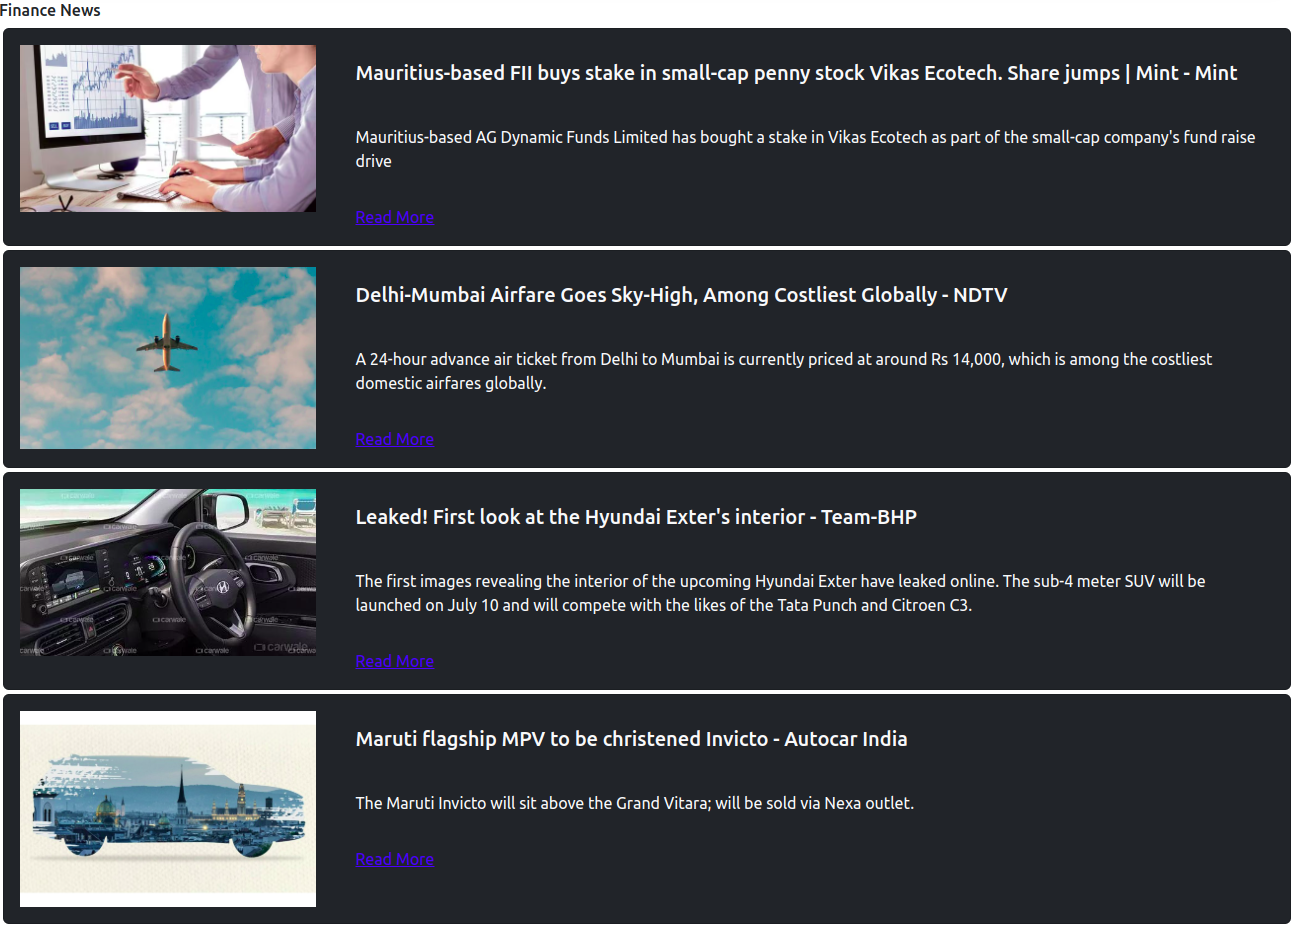 Finance News
Mauritius-based FII buys stake in small-cap penny stock Vikas Ecotech. Share jumps | Mint - Mint
Mauritius-based AG Dynamic Funds Limited has bought a stake in Vikas Ecotech as part of the small-cap company's fund raise
drive
Read More
Delhi-Mumbai Airfare Goes Sky-High, Among Costliest Globally - NDTV
A 24-hour advance air ticket from Delhi to Mumbai is currently priced at around Rs 14,000, which is among the costliest
domestic airfares globally.
Read More
carwale
Leaked! First look at the Hyundai Exter's interior - Team-BHP
The first images revealing the interior of the upcoming Hyundai Exter have leaked online. The sub-4 meter SUV will be
launched on July 10 and will compete with the likes of the Tata Punch and Citroen C3.
Read More
Maruti flagship MPV to be christened Invicto - Autocar India
The Maruti Invicto will sit above the Grand Vitara; will be sold via Nexa outlet.
Read More